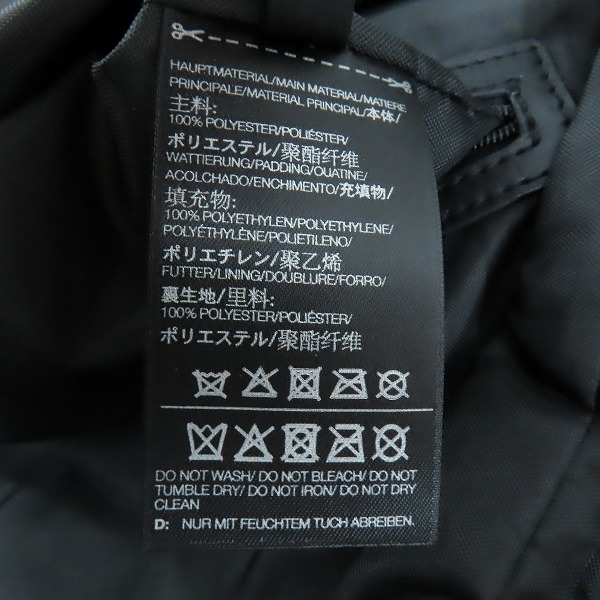 HAUPTMATERIAL/MAIN MATERIAL/MATIERE
PRINCIPALE/MATERIAL PRINCIPAL/本体/
主料:
100% POLYESTER/POLIÉSTER/
ポリエステル/聚酯纤维
WATTIERUNG/PADDING/OUATINE/
ACOLCHADO/ENCHIMENTO/充填物/
填充物:
100% POLYETHYLEN/POLYETHYLENE/
POLYÉTHYLÈNE/POLIETILENO/
ポリエチレン/聚乙烯
FUTTER/LINING/DOUBLURE/FORRO/
裏生地/里料:
100% POLYESTER/POLIÉSTER/
ポリエステル/聚酯纤维
DO NOT WASH/ DO NOT BLEACH/ DO NOT
TUMBLE DRY/ DO NOT IRON/ DO NOT DRY
CLEAN
D: NUR MIT FEUCHTEM TUCH ABREIBEN.